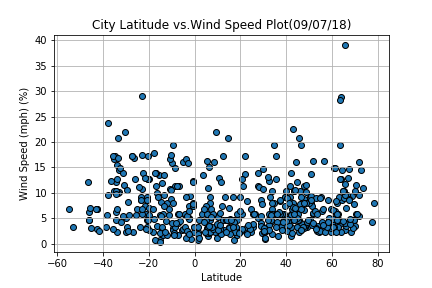 City Latitude vs.Wind Speed Plot(09/07/18)
40
35
30
25
20
15
10
5
0
Wind Speed (mph) (%)
−60 −40 −20 0 20 40 60 80
Latitude